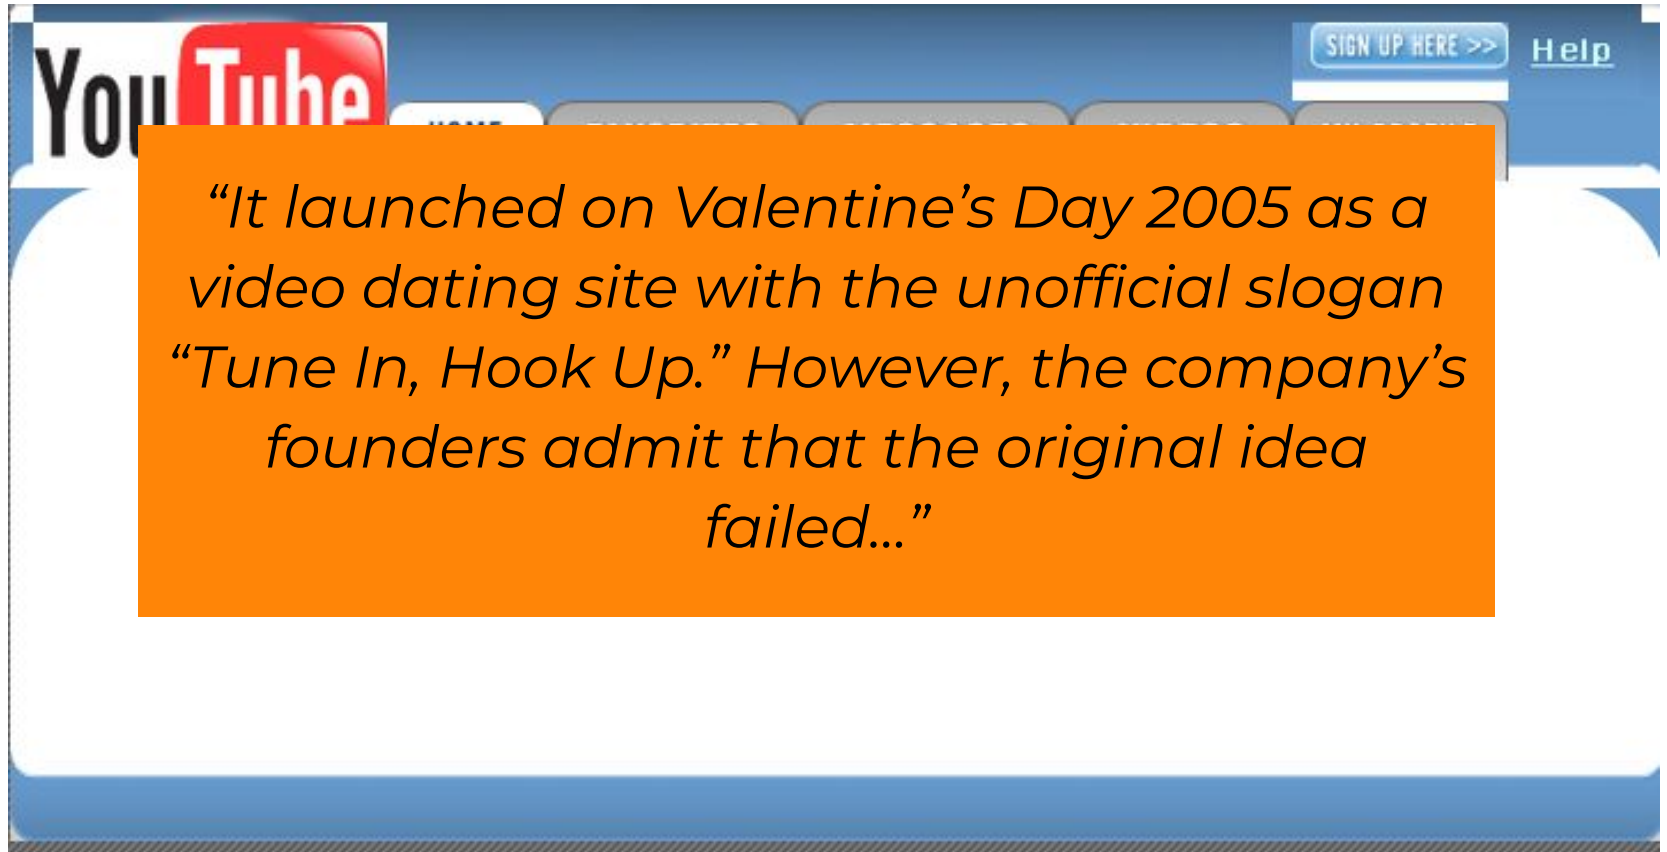 YouTube
SIGN UP HERE >>
Help
HOME
“It launched on Valentine’s Day 2005 as a
video dating site with the unofficial slogan
“Tune In, Hook Up.” However, the company’s
founders admit that the original idea
failed...”